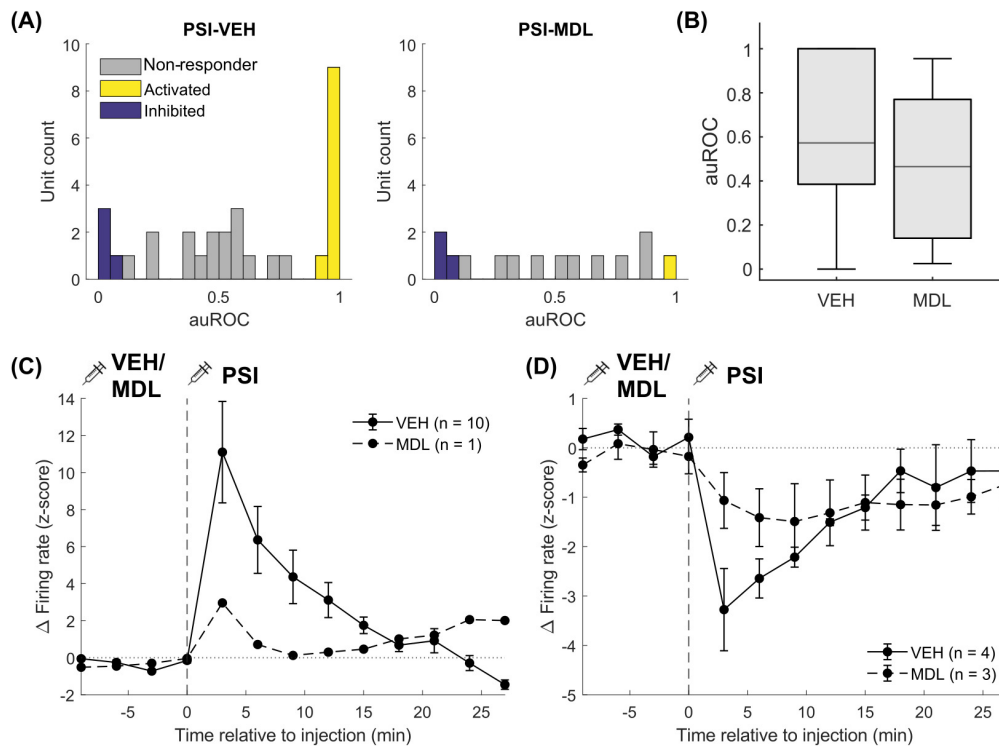 (A)
PSI-VEH
10
8
6
4
2
0
Unit count
Non-responder
Activated
Inhibited
0
0.5
1
auROC
PSI-MDL
10
8
6
4
2
0
Unit count
0
0.5
1
auROC
(B)
1
0.8
0.6
0.4
0.2
0
auROC
VEH
MDL
(C)
VEH/
MDL
PSI
14
12
10
8
6
4
2
0
-2
Δ Firing rate (z-score)
VEH (n = 10)
MDL (n = 1)
-5
0
5
10
15
20
25
Time relative to injection (min)
(D)
VEH/
MDL
PSI
1
0
-1
-2
-3
-4
-5
Δ Firing rate (z-score)
VEH (n = 4)
MDL (n = 3)
-5
0
5
10
15
20
25
Time relative to injection (min)